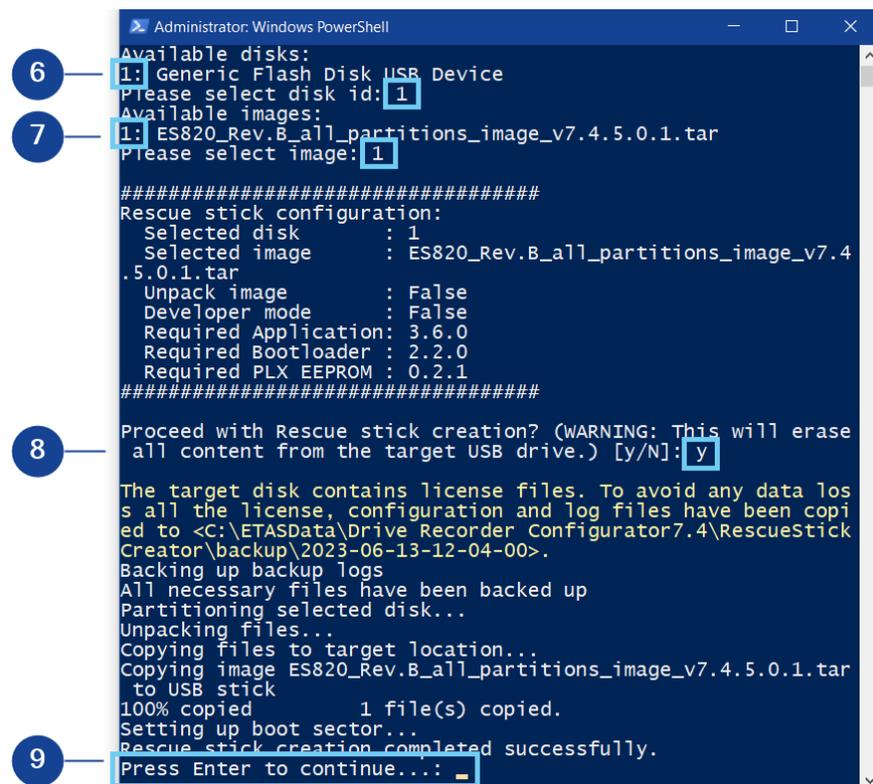 Administrator: Windows PowerShell
Available disks:
6
1: Generic Flash Disk USB Device
Please select disk id: 1
Available images:
7
1: ES820_Rev.B_all_partitions_image_v7.4.5.0.1.tar
Please select image: 1
###################################
Rescue stick configuration:
Selected disk : 1
Selected image : ES820_Rev.B_all_partitions_image_v7.4
.5.0.1.tar
Unpack image : False
Developer mode : False
Required Application: 3.6.0
Required Bootloader : 2.2.0
Required PLX EEPROM : 0.2.1
###################################
Proceed with Rescue stick creation? (WARNING: This will erase
8
all content from the target USB drive.) [y/N]: y
The target disk contains license files. To avoid any data los
s all the license, configuration and log files have been copi
ed to <C:\ETASData\Drive Recorder Configurator7.4\RescueStick
Creator\backup\2023-06-13-12-04-00>.
Backing up backup logs
All necessary files have been backed up
Partitioning selected disk...
Unpacking files...
Copying files to target location...
Copying image ES820_Rev.B_all_partitions_image_v7.4.5.0.1.tar
to USB stick
100% copied 1 file(s) copied.
Setting up boot sector...
Rescue stick creation completed successfully.
9
Press Enter to continue...: _